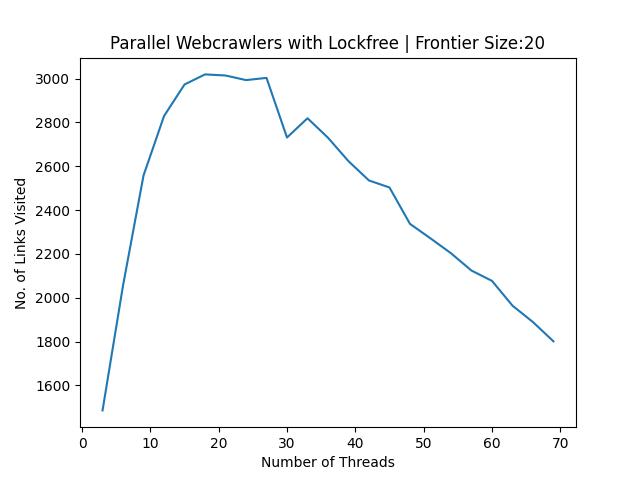 Parallel Webcrawlers with Lockfree | Frontier Size:20
3000
2800
2600
2400
2200
2000
1800
1600
No. of Links Visited
0 10 20 30 40 50 60 70
Number of Threads